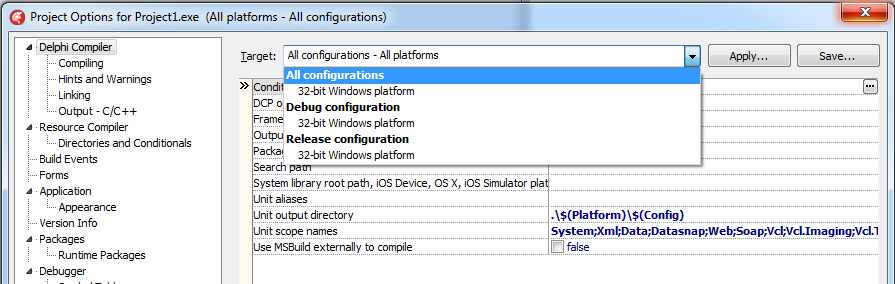 Project Options for Project1.exe (All platforms - All configurations)
Delphi Compiler
Compiling
Hints and Warnings
Linking
Output - C/C++
Resource Compiler
Directories and Conditionals
Build Events
Forms
Application
Appearance
Version Info
Packages
Runtime Packages
Debugger
Target: All configurations - All platforms
Apply... Save...
All configurations
32-bit Windows platform
Debug configuration
32-bit Windows platform
Release configuration
32-bit Windows platform
DCP
Search path
System library root path, iOS Device, OS X, iOS Simulator
Unit aliases
Unit output directory .\$(Platform)\$(Config)
Unit scope names System;Xml;Data;Datasnap;Web;Soap;Vcl;Vcl.Imaging;Vcl.T
Use MSBuild externally to compile false